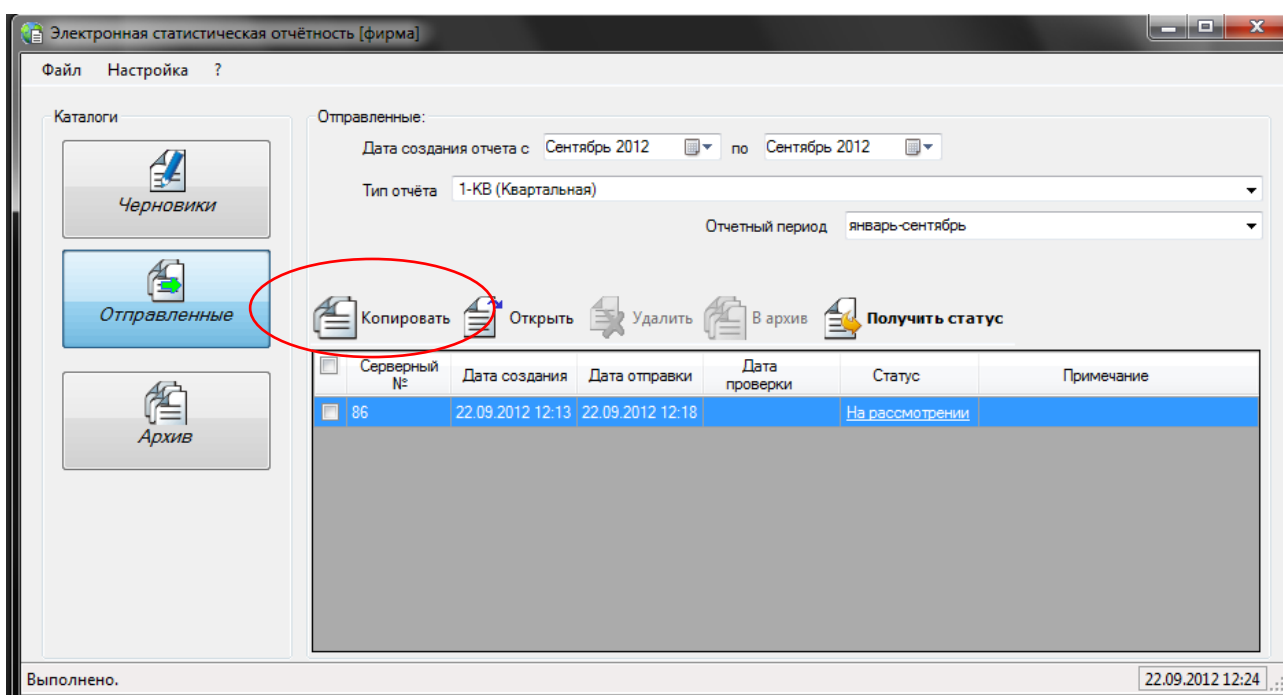 Электронная статистическая отчётность [фирма]
Файл Настройка ?
Каталоги
Черновики
Отправленные
Архив
Отправленные:
Дата создания отчета с Сентябрь 2012 по Сентябрь 2012
Тип отчёта 1-КВ (Квартальная)
Отчетный период январь-сентябрь
Копировать Открыть Удалить В архив Получить статус
Серверный № Дата создания Дата отправки Дата проверки Статус Примечание
86 22.09.2012 12:13 22.09.2012 12:18 На рассмотрении
Выполнено. 22.09.2012 12:24